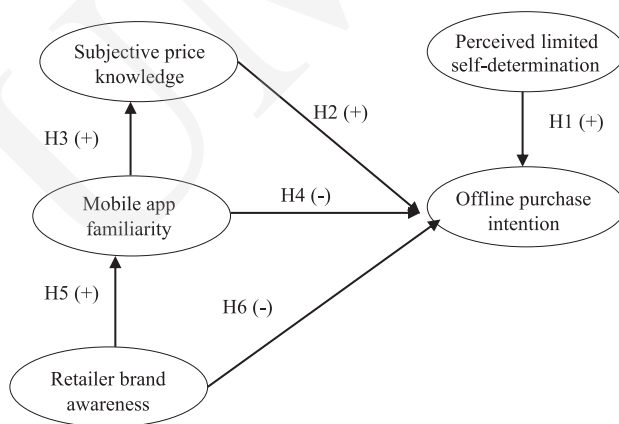 Subjective price
knowledge
Perceived limited
self-determination
H2 (+)
H1 (+)
H3 (+)
Mobile app
familiarity
H4 (-)
Offline purchase
intention
H5 (+)
H6 (-)
Retailer brand
awareness